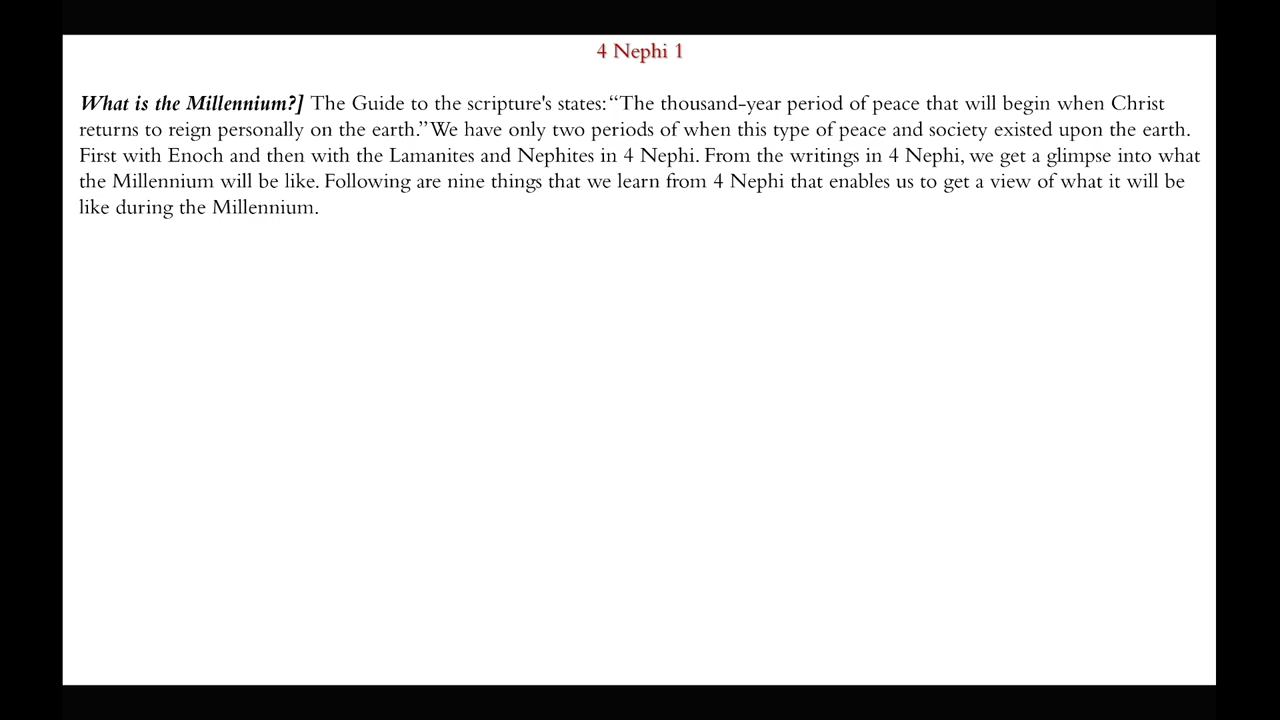 4 Nephi 1
What is the Millennium?] The Guide to the scripture's states: “The thousand-year period of peace that will begin when Christ
returns to reign personally on the earth.” We have only two periods of when this type of peace and society existed upon the earth.
First with Enoch and then with the Lamanites and Nephites in 4 Nephi. From the writings in 4 Nephi, we get a glimpse into what
the Millennium will be like. Following are nine things that we learn from 4 Nephi that enables us to get a view of what it will be
like during the Millennium.